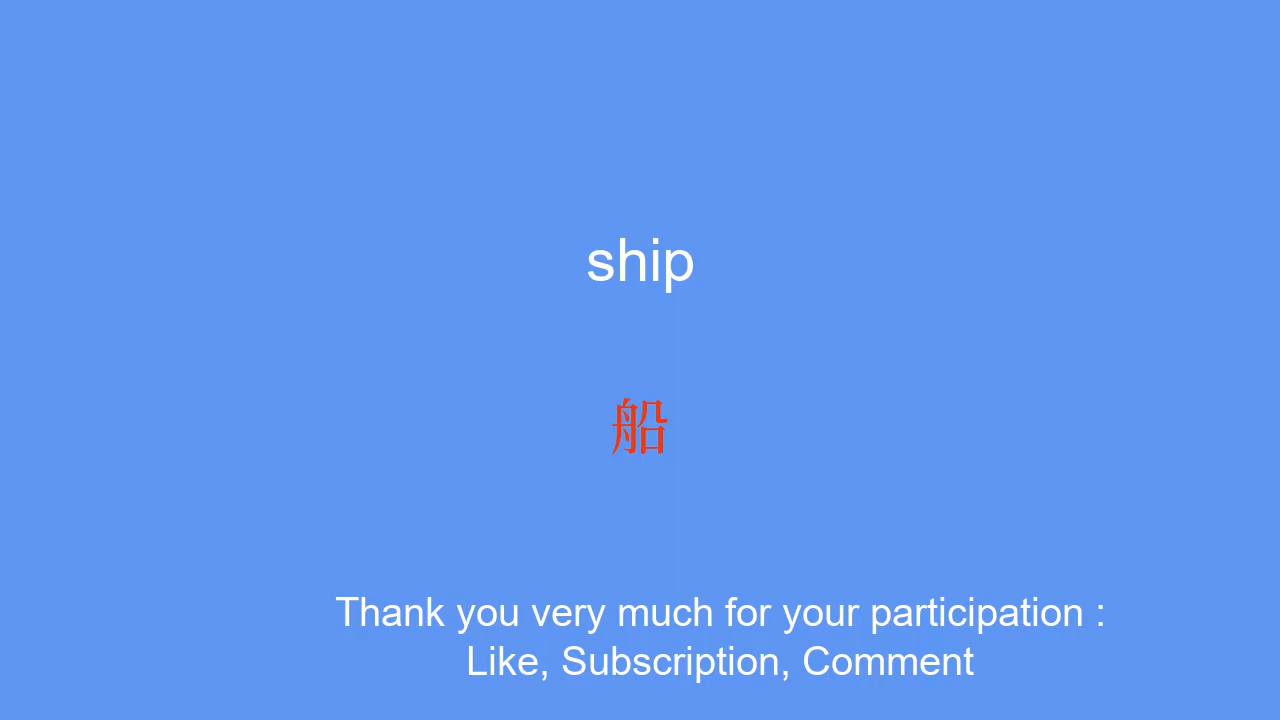 ship
船
Thank you very much for your participation :
Like, Subscription, Comment